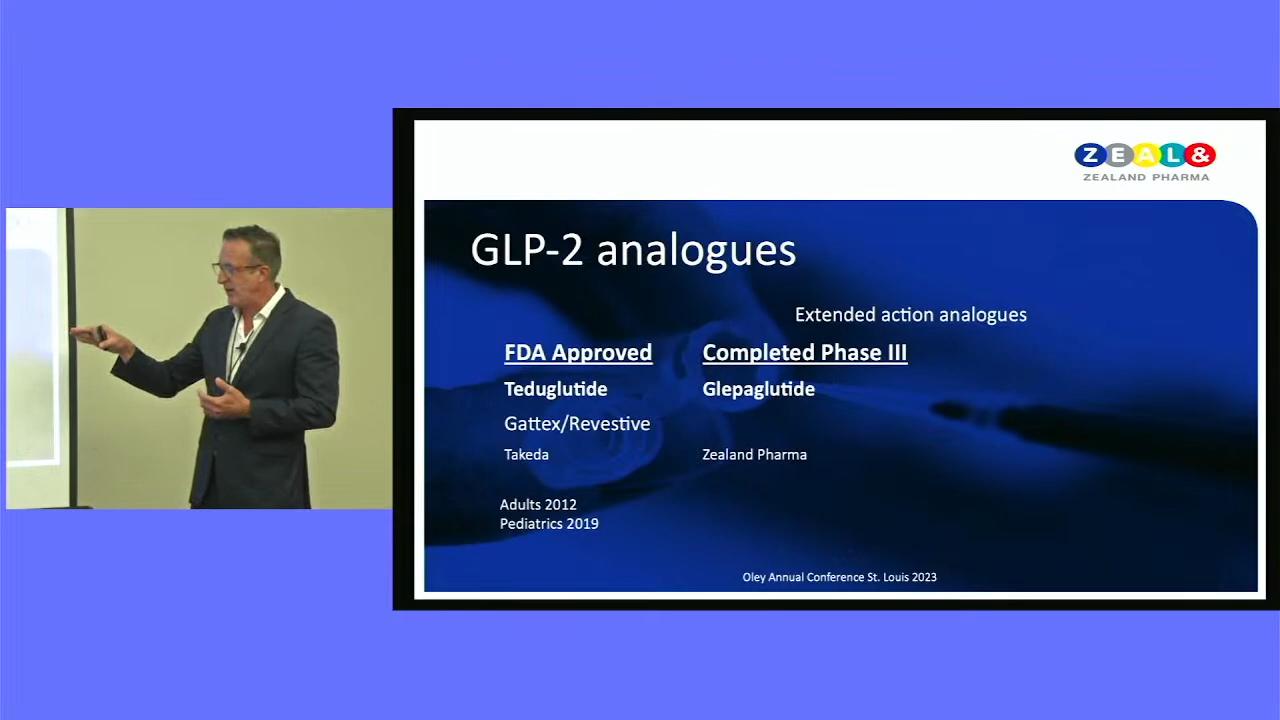 ZEAL&
ZEALAND PHARMA
GLP-2 analogues
Extended action analogues
FDA Approved
Completed Phase III
Teduglutide
Glepaglutide
Gattex/Revestive
Takeda
Zealand Pharma
Adults 2012
Pediatrics 2019
Oley Annual Conference St. Louis 2023